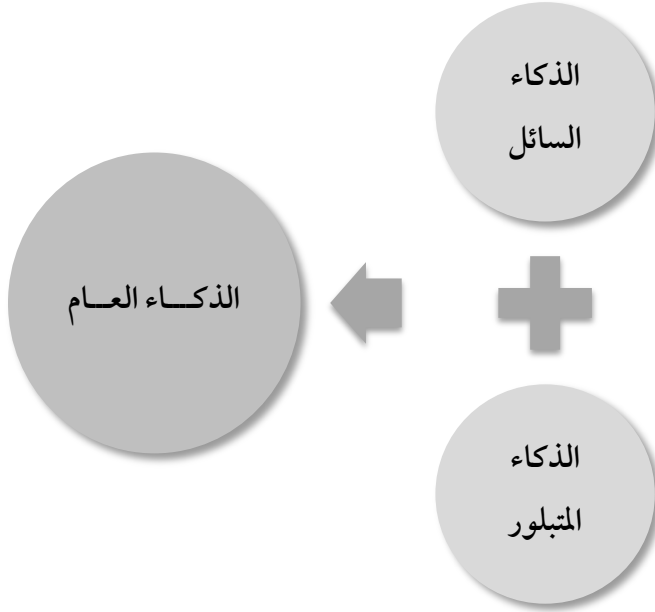 الذكاء
السائل
الذكـــاء العـــام
الذكاء
المتبلور